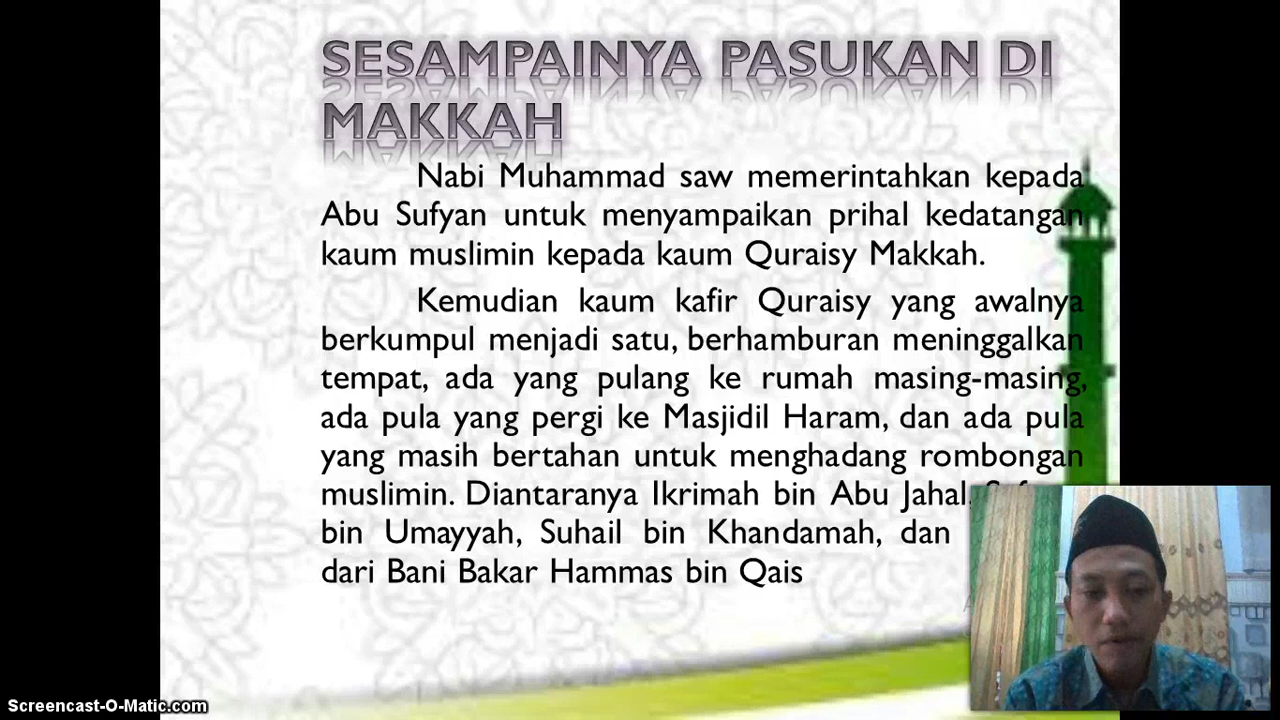 SESAMPAINYA PASUKAN DI
MAKKAH
Nabi Muhammad saw memerintahkan kepada
Abu Sufyan untuk menyampaikan prihal kedatangan
kaum muslimin kepada kaum Quraisy Makkah.
Kemudian kaum kafir Quraisy yang awalnya
berkumpul menjadi satu, berhamburan meninggalkan
tempat, ada yang pulang ke rumah masing-masing,
ada pula yang pergi ke Masjidil Haram, dan ada pula
yang masih bertahan untuk menghadang rombongan
muslimin. Diantaranya Ikrimah bin Abu Jahal,
bin Umayyah, Suhail bin Khandamah, dan
dari Bani Bakar Hammas bin Qais
Screencast-O-Matic.com